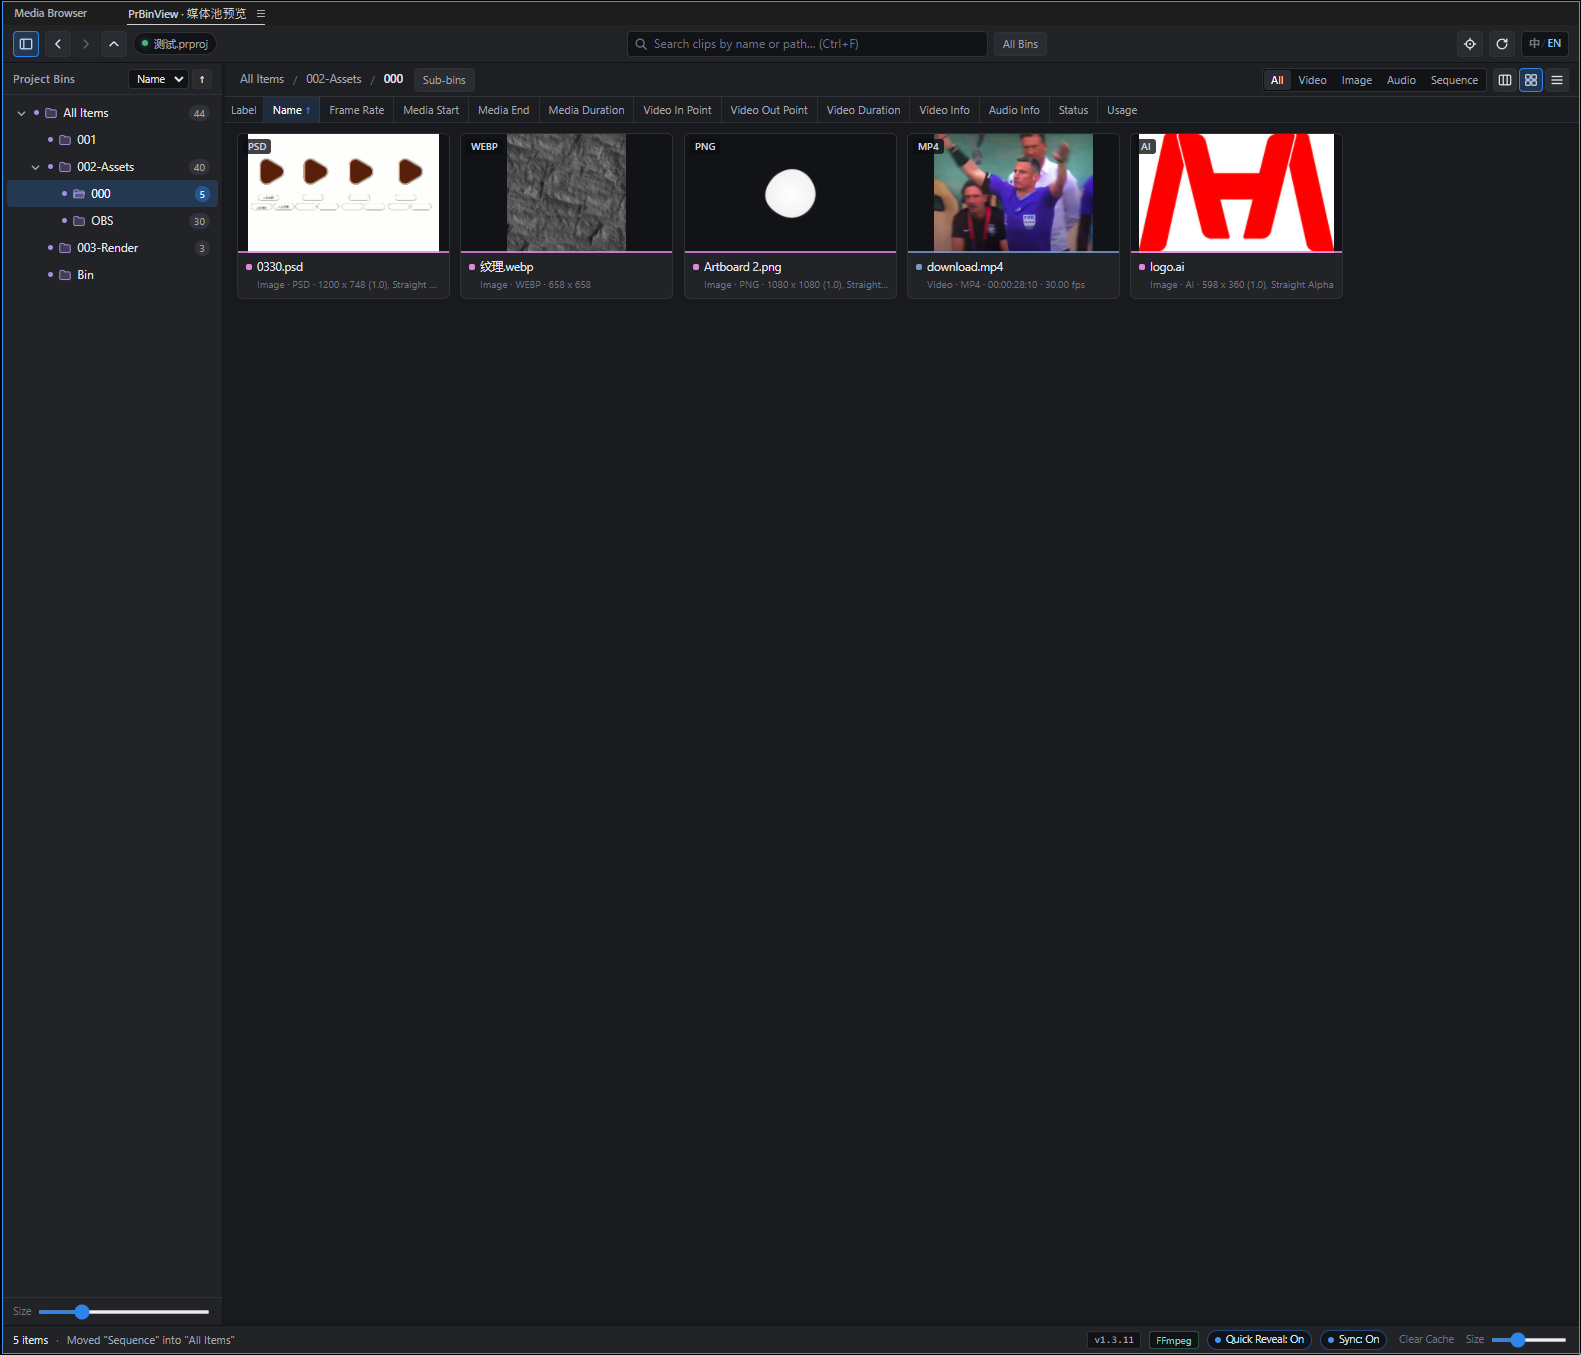 Media Browser
PrBinView · 媒体池预览
测试.prproj
Search clips by name or path... (Ctrl+F)
All Bins
中 / EN
Project Bins
Name
↑
All Items / 002-Assets / 000
Sub-bins
All
Video
Image
Audio
Sequence
All Items 44
001
002-Assets 40
000 5
OBS 30
003-Render 3
Bin
Label
Name ↑
Frame Rate
Media Start
Media End
Media Duration
Video In Point
Video Out Point
Video Duration
Video Info
Audio Info
Status
Usage
PSD
0330.psd
Image · PSD · 1200 x 748 (1.0), Straight ...
WEBP
纹理.webp
Image · WEBP · 658 x 658
PNG
Artboard 2.png
Image · PNG · 1080 x 1080 (1.0), Straight...
MP4
download.mp4
Video · MP4 · 00:00:28:10 · 30.00 fps
AI
logo.ai
Image · AI · 598 x 360 (1.0), Straight Alpha
Size
5 items · Moved "Sequence" into "All Items"
v1.3.11
FFmpeg
Quick Reveal: On
Sync: On
Clear Cache
Size